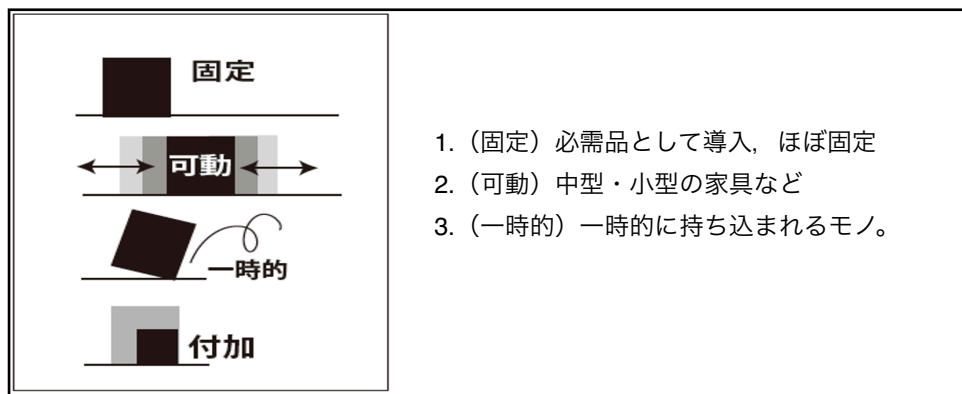 固定
可動
一時的
付加
1.（固定）必需品として導入，ほぼ固定
2.（可動）中型・小型の家具など
3.（一時的）一時的に持ち込まれるモノ。